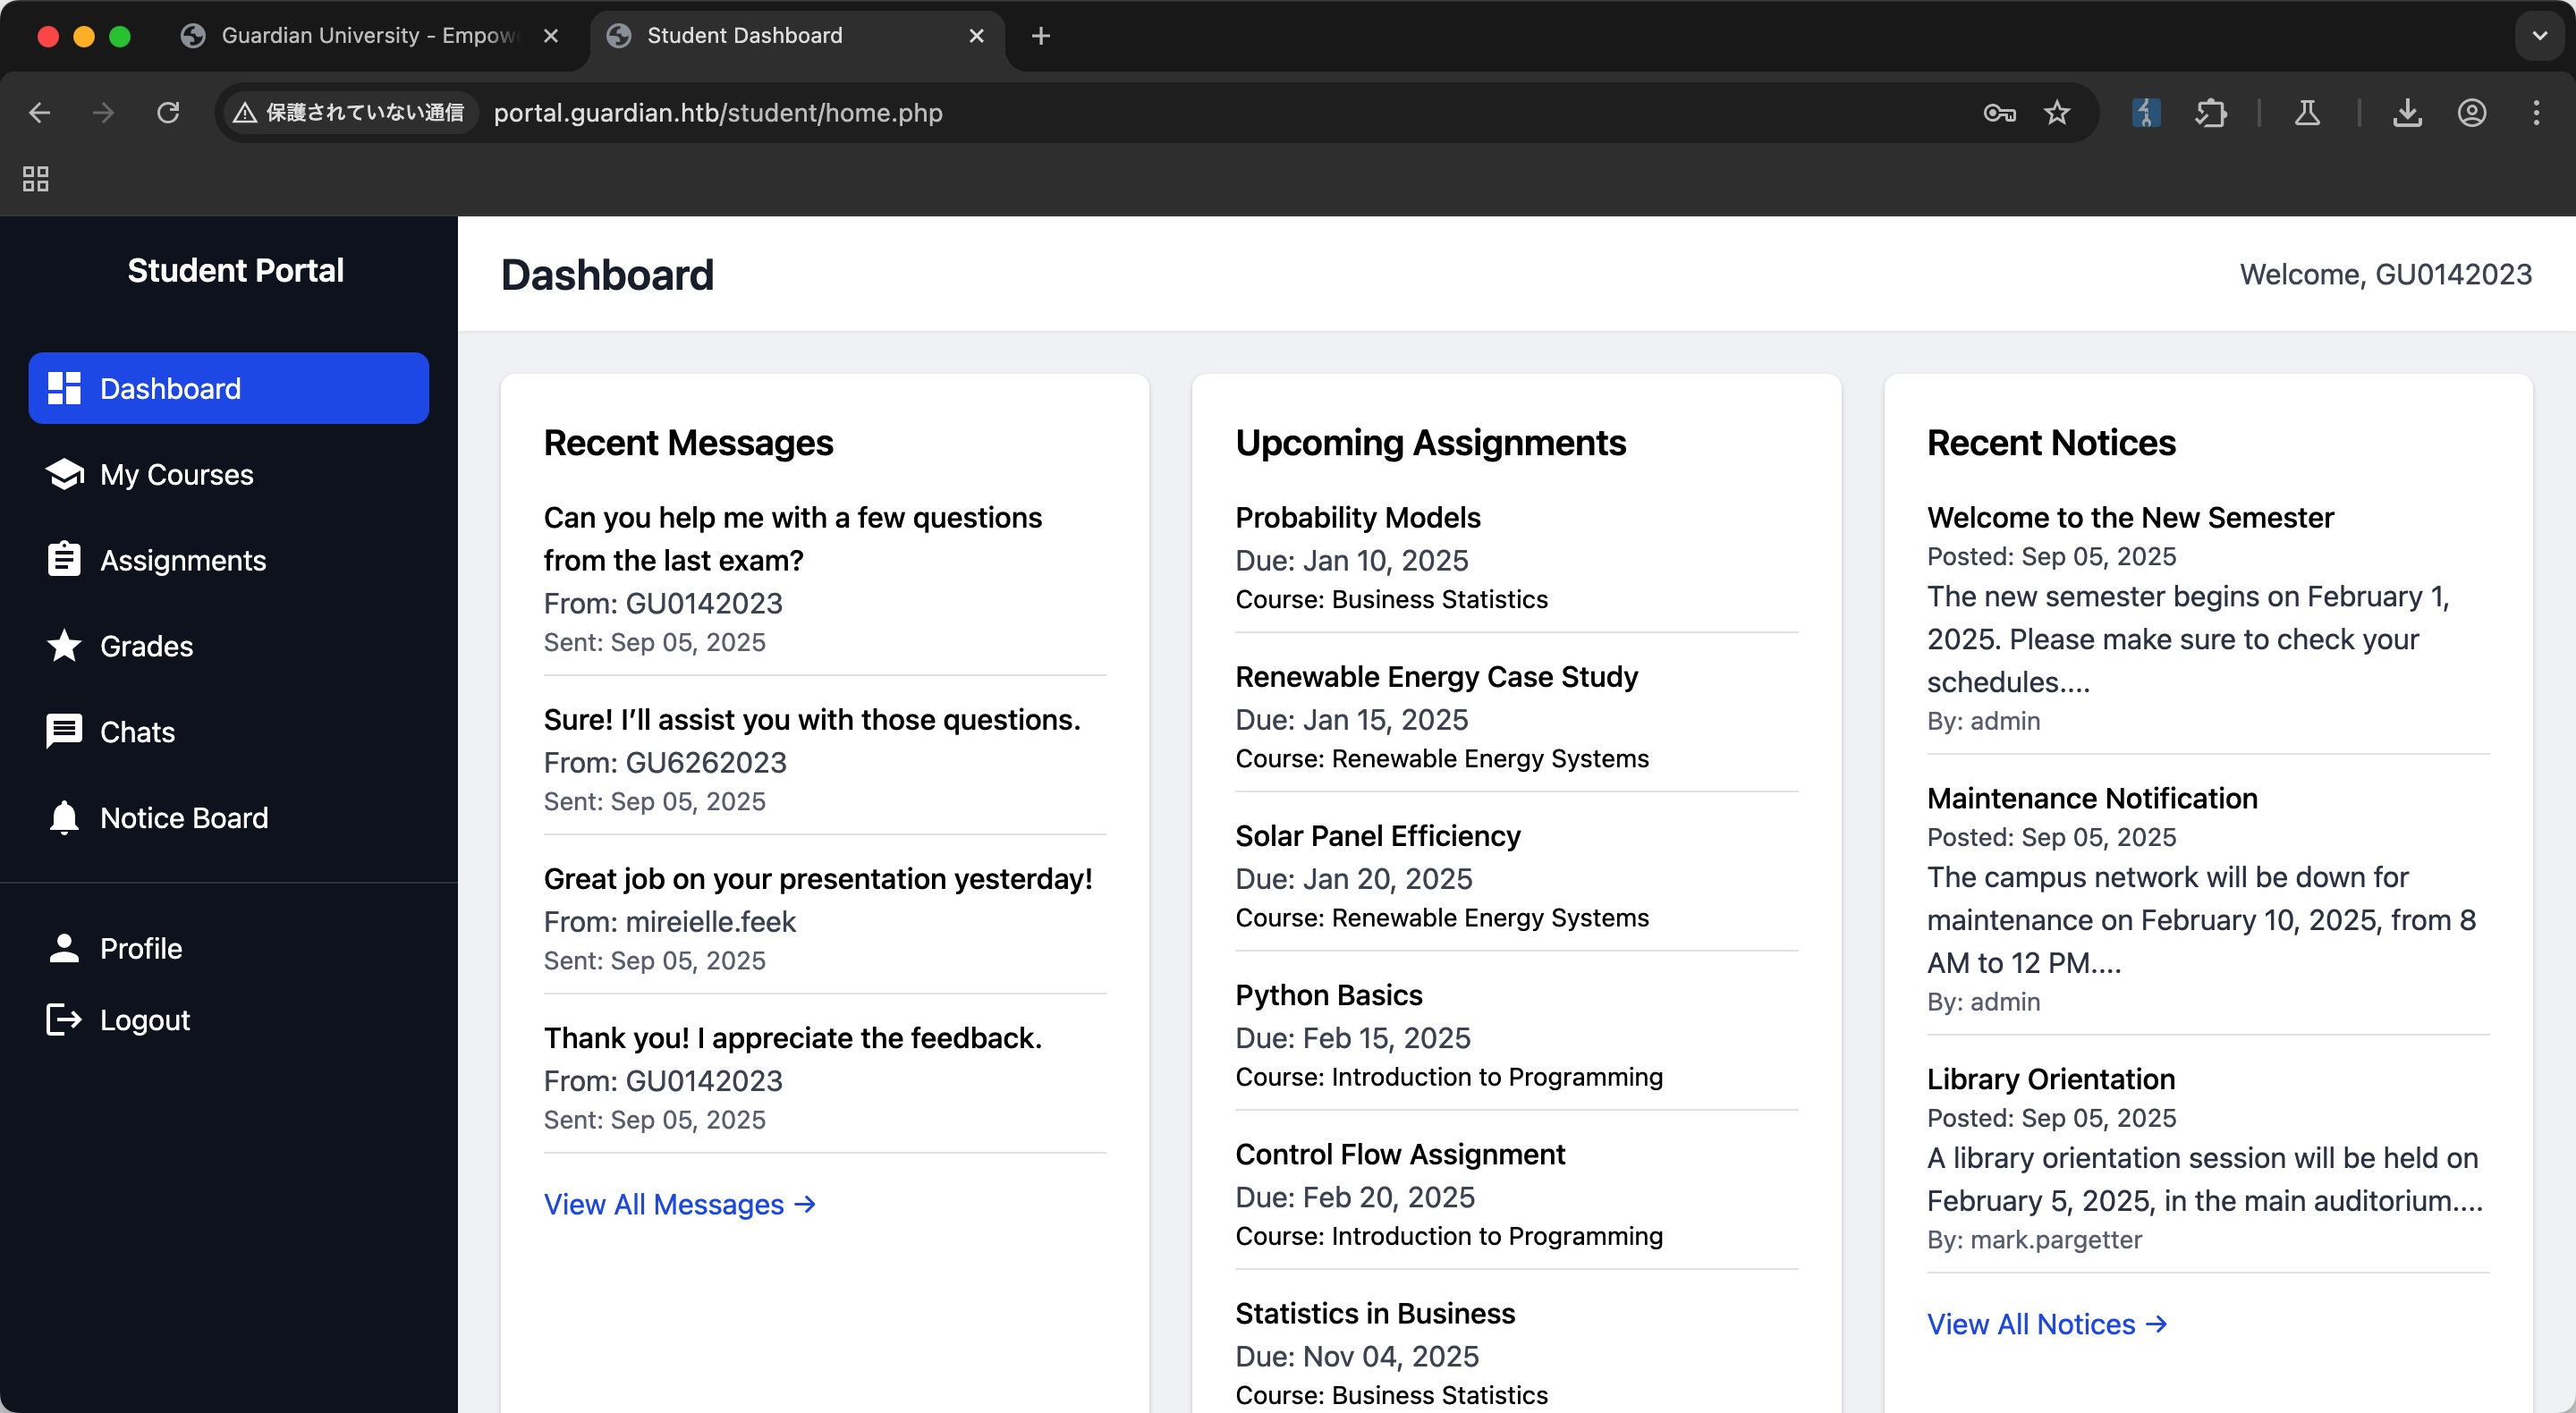 Guardian University - Empow
Student Dashboard
保護されていない通信
portal.guardian.htb/student/home.php
Student Portal
Dashboard
My Courses
Assignments
Grades
Chats
Notice Board
Profile
Logout
Dashboard
Welcome, GU0142023
Recent Messages
Can you help me with a few questions
from the last exam?
From: GU0142023
Sent: Sep 05, 2025
Sure! I’ll assist you with those questions.
From: GU6262023
Sent: Sep 05, 2025
Great job on your presentation yesterday!
From: mireielle.feek
Sent: Sep 05, 2025
Thank you! I appreciate the feedback.
From: GU0142023
Sent: Sep 05, 2025
View All Messages →
Upcoming Assignments
Probability Models
Due: Jan 10, 2025
Course: Business Statistics
Renewable Energy Case Study
Due: Jan 15, 2025
Course: Renewable Energy Systems
Solar Panel Efficiency
Due: Jan 20, 2025
Course: Renewable Energy Systems
Python Basics
Due: Feb 15, 2025
Course: Introduction to Programming
Control Flow Assignment
Due: Feb 20, 2025
Course: Introduction to Programming
Statistics in Business
Due: Nov 04, 2025
Course: Business Statistics
Recent Notices
Welcome to the New Semester
Posted: Sep 05, 2025
The new semester begins on February 1,
2025. Please make sure to check your
schedules....
By: admin
Maintenance Notification
Posted: Sep 05, 2025
The campus network will be down for
maintenance on February 10, 2025, from 8
AM to 12 PM....
By: admin
Library Orientation
Posted: Sep 05, 2025
A library orientation session will be held on
February 5, 2025, in the main auditorium....
By: mark.pargetter
View All Notices →